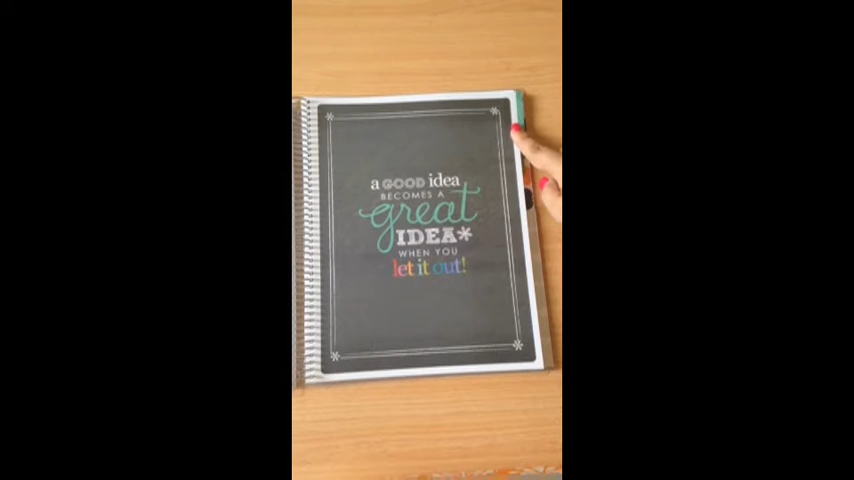 a GOOD idea
BECOMES A
great
IDEA*
WHEN YOU
let it out!